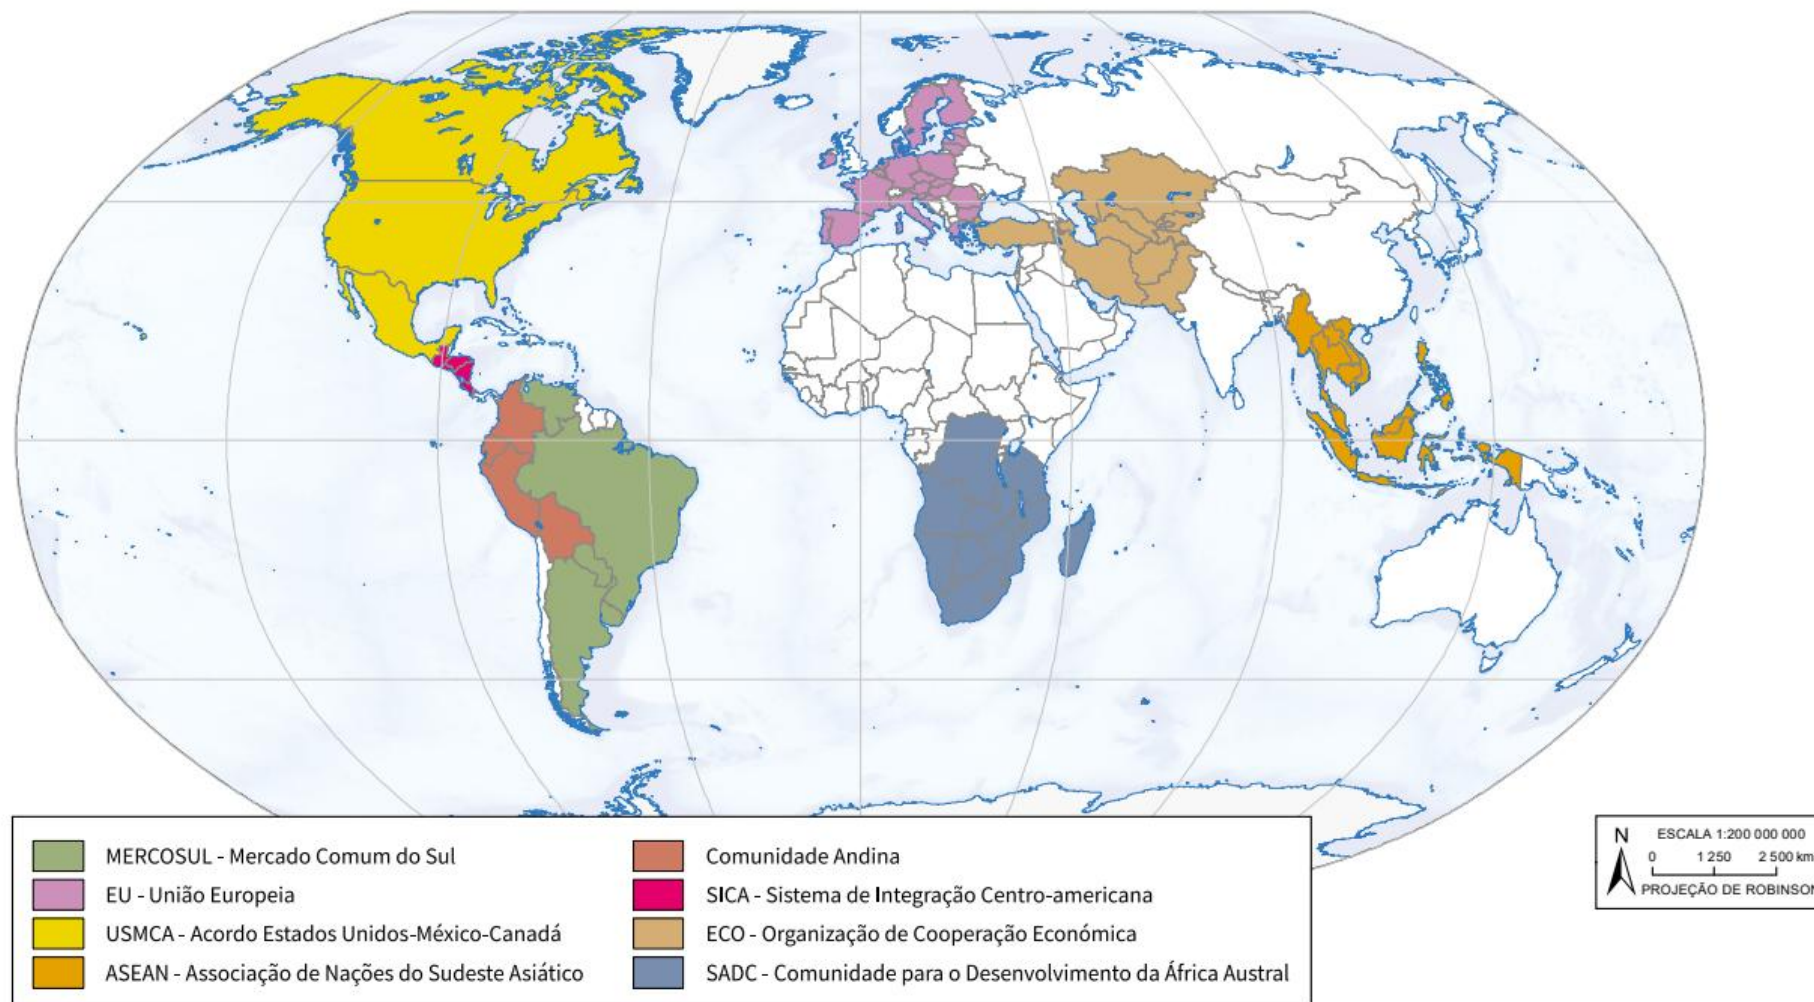 MERCOSUL - Mercado Comum do Sul
EU - União Europeia
USMCA - Acordo Estados Unidos-México-Canadá
ASEAN - Associação de Nações do Sudeste Asiático
Comunidade Andina
SICA - Sistema de Integração Centro-americana
ECO - Organização de Cooperação Económica
SADC - Comunidade para o Desenvolvimento da África Austral
N
ESCALA 1:200 000 000
0 1 250 2 500 km
PROJEÇÃO DE ROBINSON